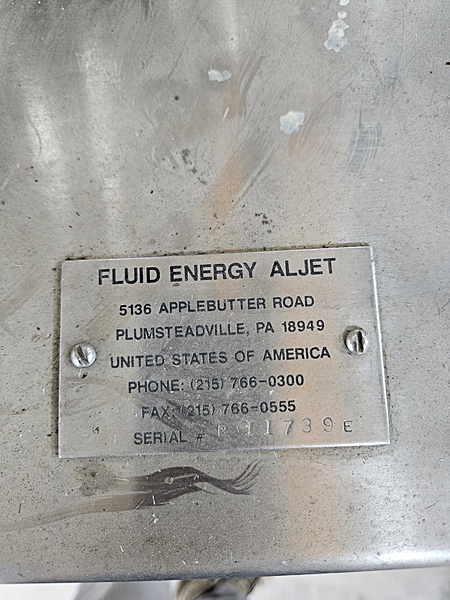 FLUID ENERGY ALJET
5136 APPLEBUTTER ROAD
PLUMSTEADVILLE, PA 18949
UNITED STATES OF AMERICA
PHONE: (215) 766-0300
FAX: (215) 766-0555
SERIAL #